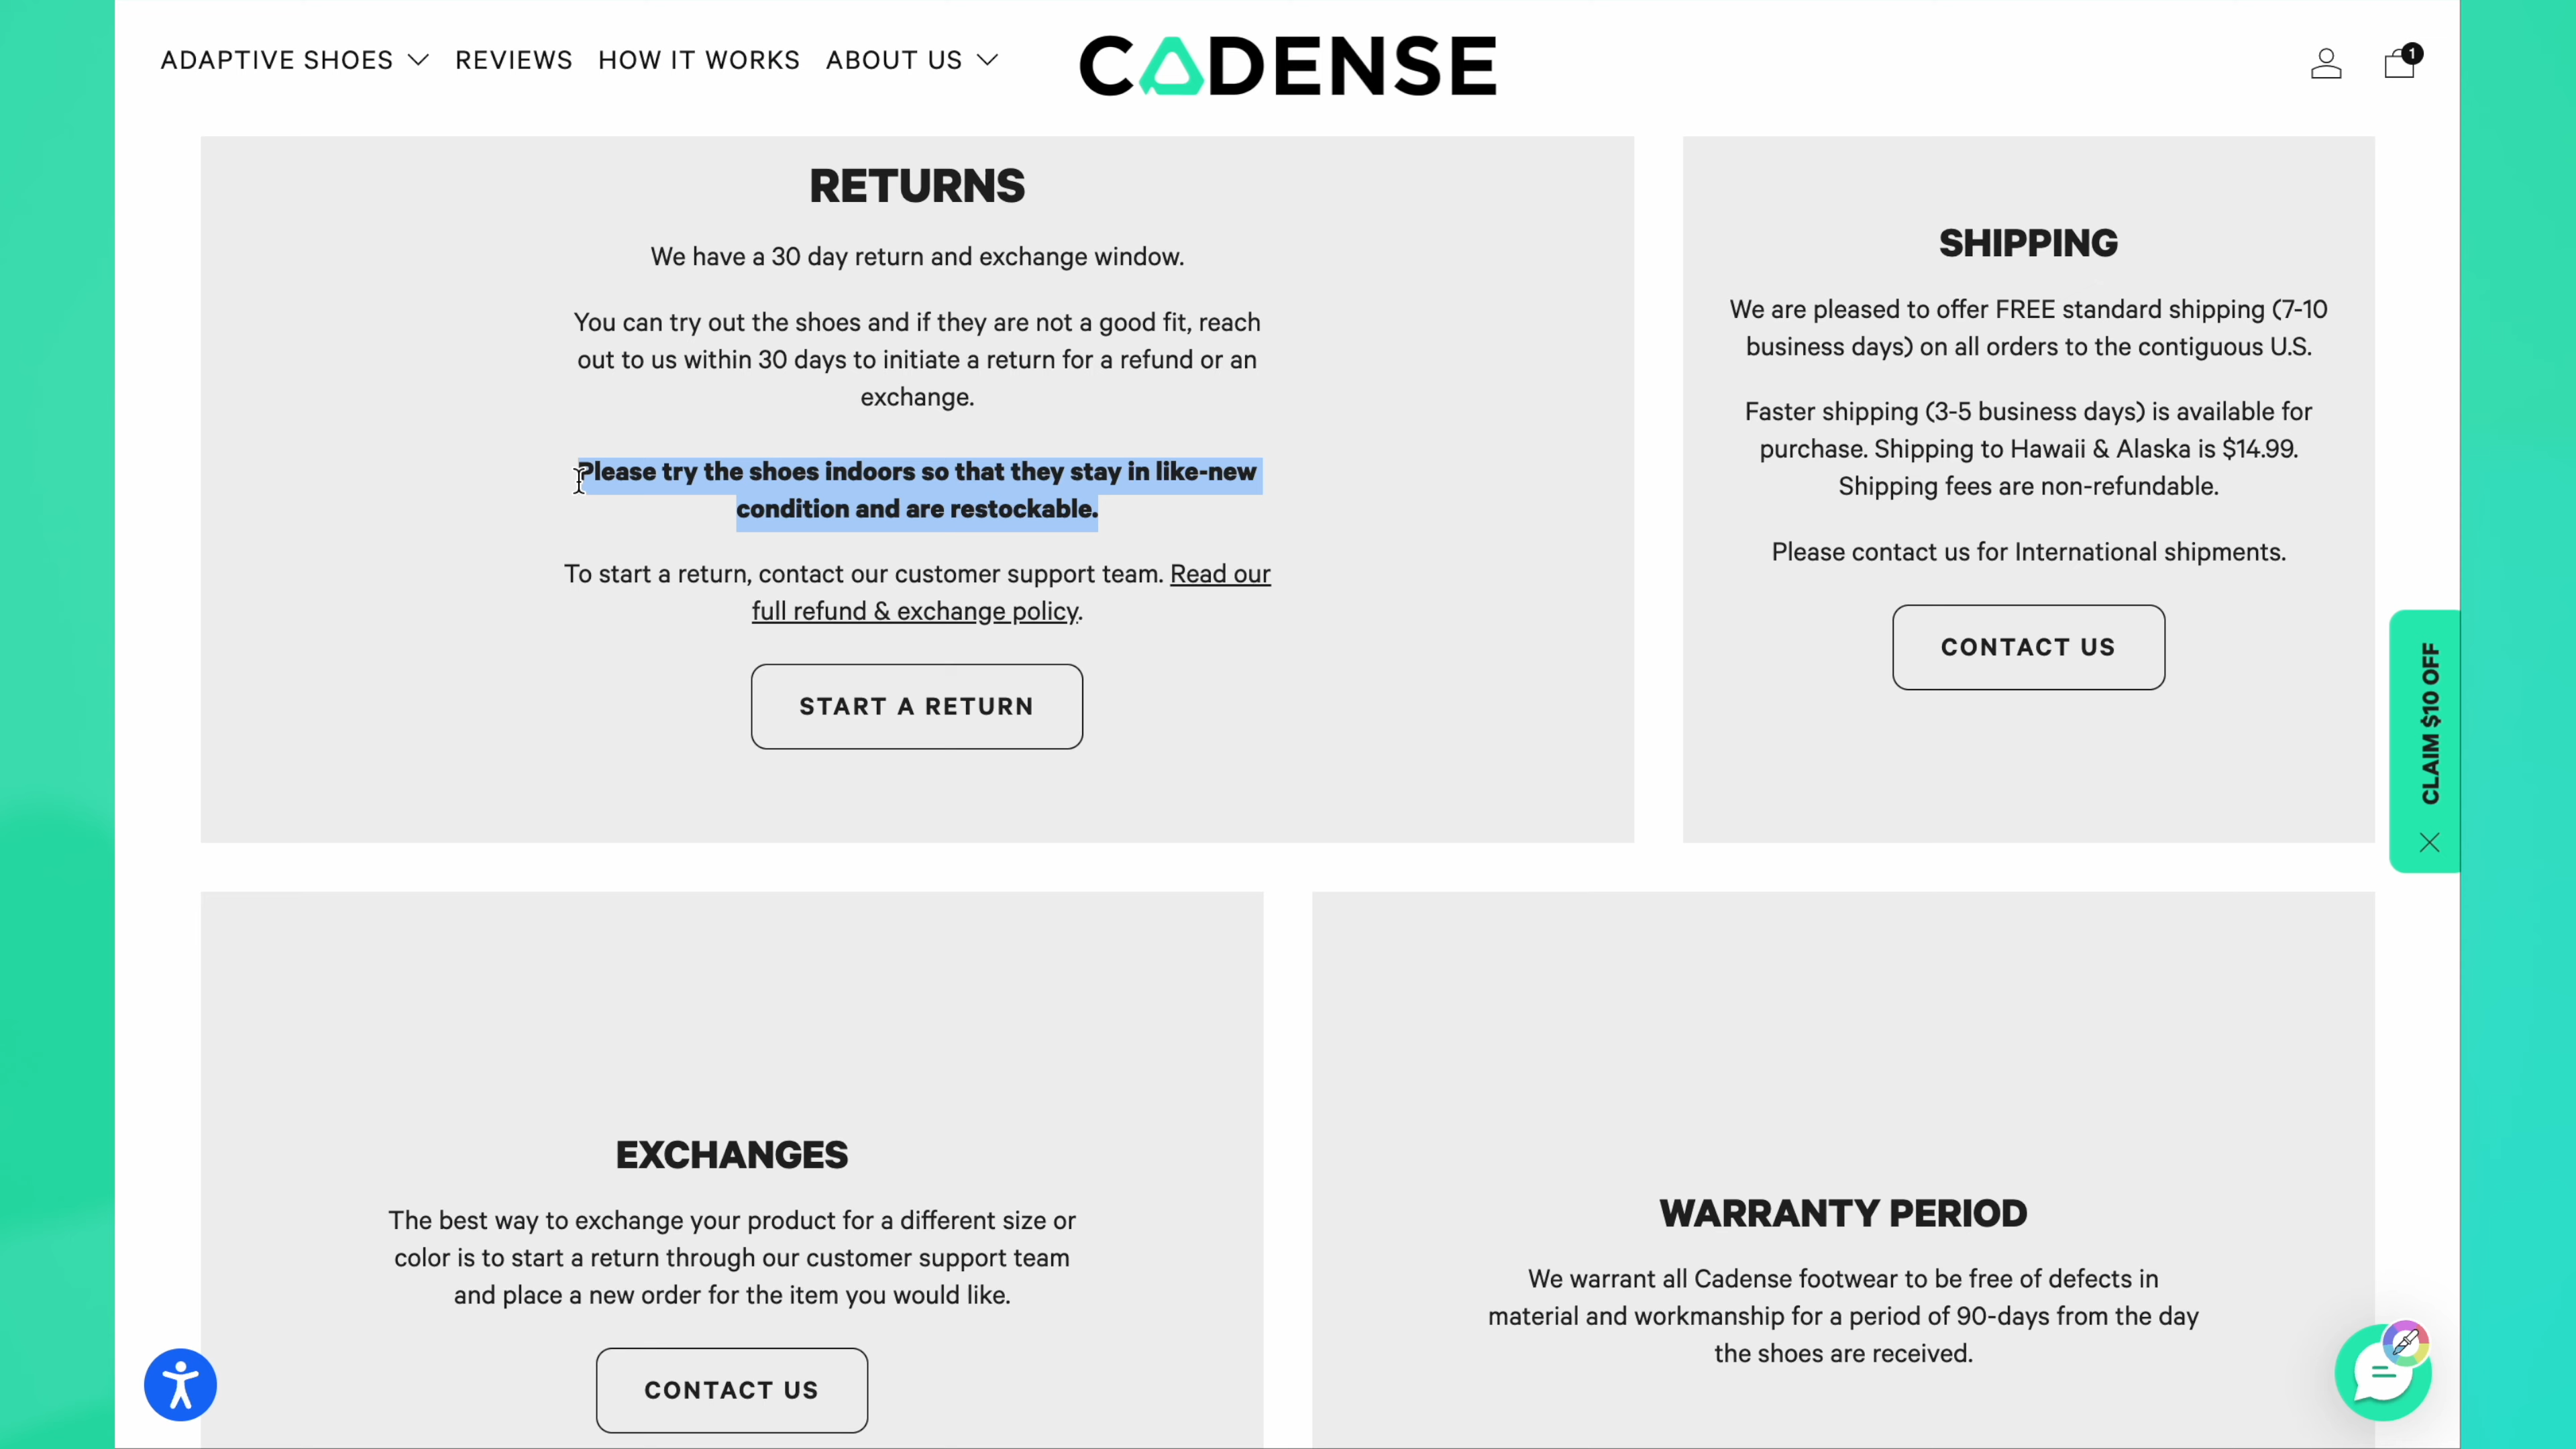 ADAPTIVE SHOES REVIEWS HOW IT WORKS ABOUT US
CADENSE
1
RETURNS
We have a 30 day return and exchange window.
You can try out the shoes and if they are not a good fit, reach
out to us within 30 days to initiate a return for a refund or an
exchange.
Please try the shoes indoors so that they stay in like-new
condition and are restockable.
To start a return, contact our customer support team. Read our
full refund & exchange policy.
START A RETURN
SHIPPING
We are pleased to offer FREE standard shipping (7-10
business days) on all orders to the contiguous U.S.
Faster shipping (3-5 business days) is available for
purchase. Shipping to Hawaii & Alaska is $14.99.
Shipping fees are non-refundable.
Please contact us for International shipments.
CONTACT US
CLAIM $10 OFF
EXCHANGES
The best way to exchange your product for a different size or
color is to start a return through our customer support team
and place a new order for the item you would like.
CONTACT US
WARRANTY PERIOD
We warrant all Cadense footwear to be free of defects in
material and workmanship for a period of 90-days from the day
the shoes are received.